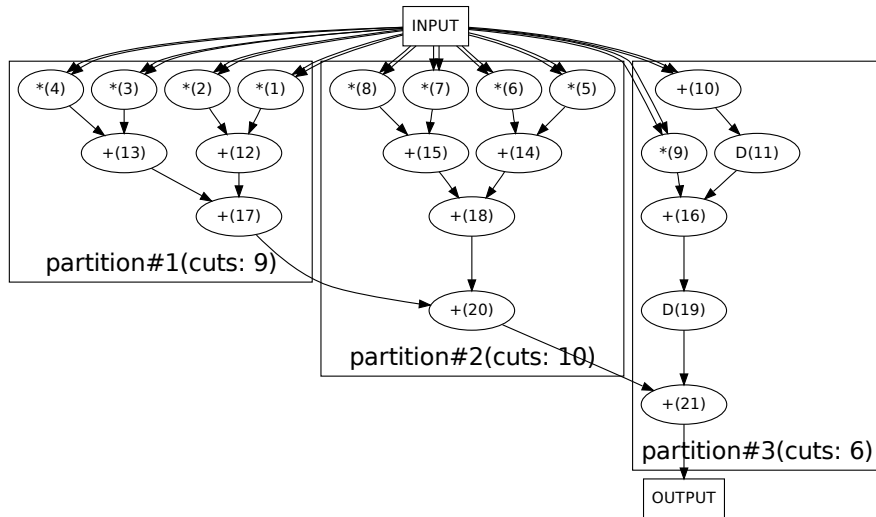 INPUT
*(4) *(3) *(2) *(1) *(8) *(7) *(6) *(5) +(10)
+(13) +(12) +(15) +(14) *(9) D(11)
+(17) +(18) +(16)
partition#1(cuts: 9)
+(20) D(19)
partition#2(cuts: 10)
+(21)
partition#3(cuts: 6)
OUTPUT